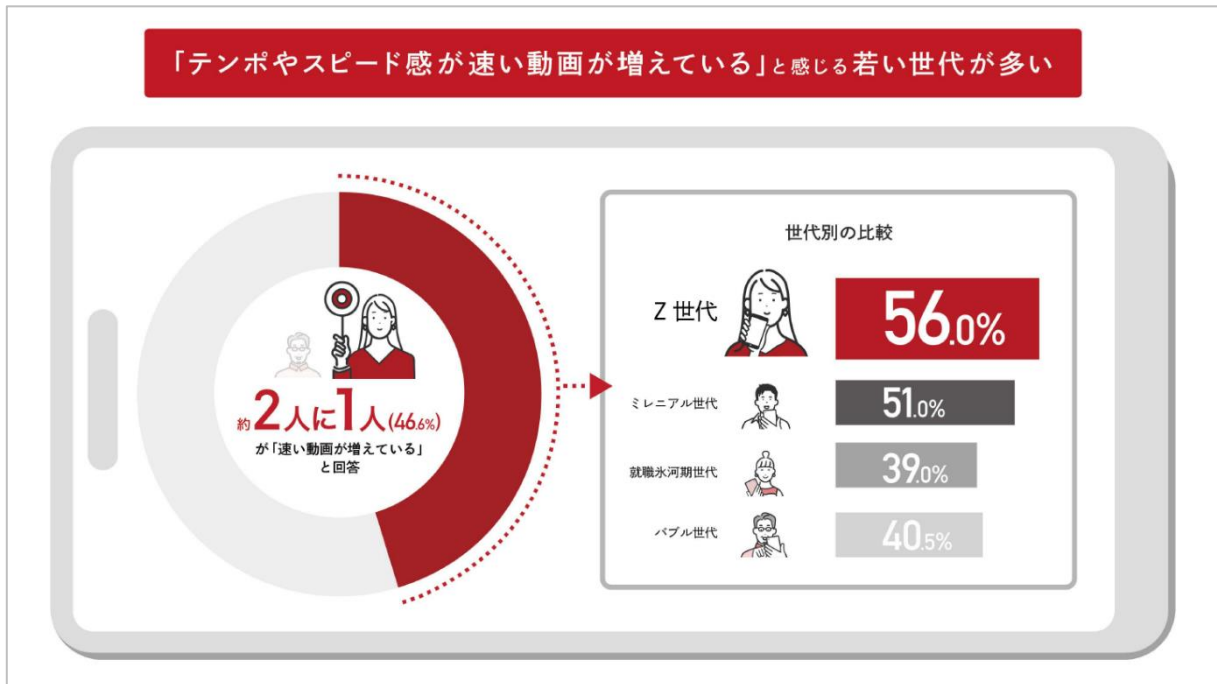 「テンポやスピード感が速い動画が増えている」と感じる若い世代が多い
約2人に1人(46.6%)
が「速い動画が増えている」
と回答
世代別の比較
Z世代
56.0%
ミレニアル世代
51.0%
就職氷河期世代
39.0%
バブル世代
40.5%